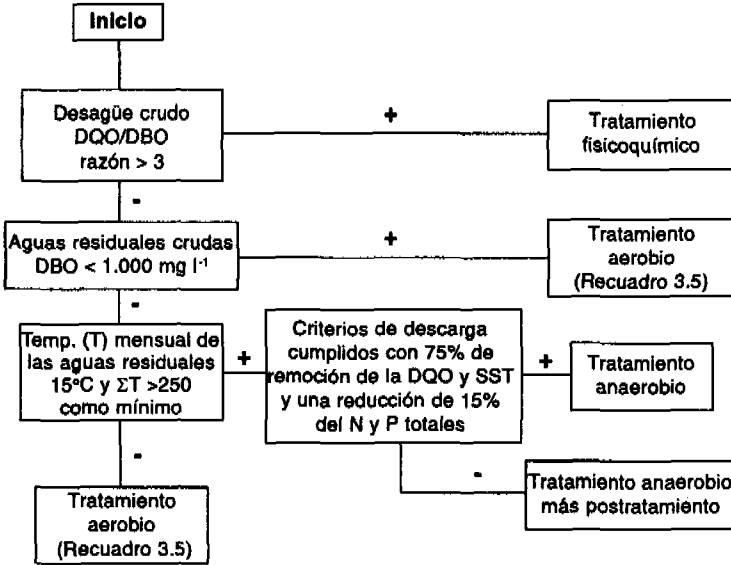 Inicio
Desagüe crudo
DQO/DBO
razón > 3
+
Tratamiento
fisicoquímico
-
Aguas residuales crudas
DBO < 1.000 mg l⁻¹
+
Tratamiento
aerobio
(Recuadro 3.5)
-
Temp. (T) mensual de
las aguas residuales
15°C y ΣT >250
como mínimo
+
Criterios de descarga
cumplidos con 75% de
remoción de la DQO y SST
y una reducción de 15%
del N y P totales
+
Tratamiento
anaerobio
-
Tratamiento
aerobio
(Recuadro 3.5)
-
Tratamiento anaerobio
más postratamiento